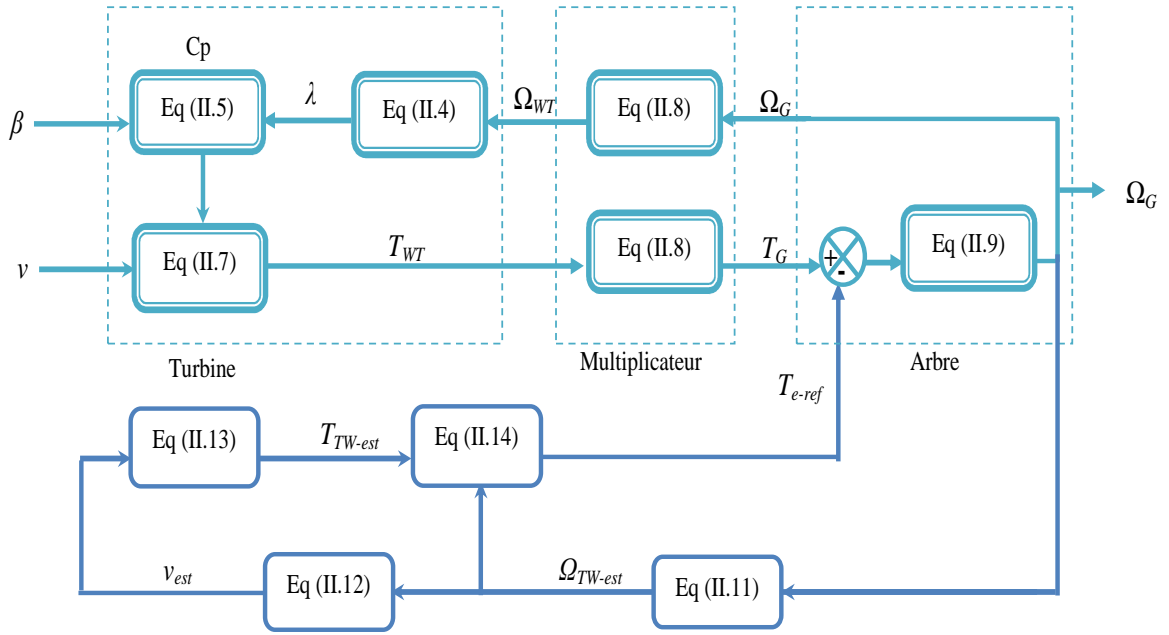 Cp
β
Eq (II.5)
λ
Eq (II.4)
Ω_WT
Eq (II.8)
Ω_G
Ω_G
v
Eq (II.7)
T_WT
Eq (II.8)
T_G
+
-
Eq (II.9)
Turbine
Multiplicateur
Arbre
T_e-ref
Eq (II.13)
T_TW-est
Eq (II.14)
v_est
Eq (II.12)
Ω_TW-est
Eq (II.11)